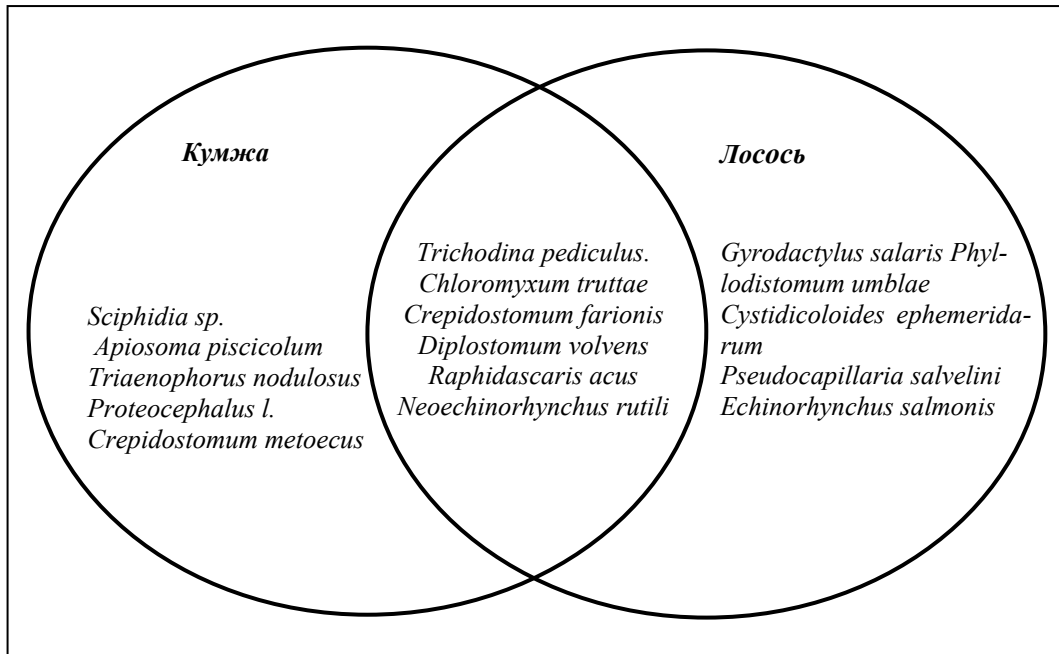 Кумжа
Лосось
Sciphidia sp.
Apiosoma piscicolum
Triaenophorus nodulosus
Proteocephalus l.
Crepidostomum metoecus
Trichodina pediculus.
Chloromyxum truttae
Crepidostomum farionis
Diplostomum volvens
Raphidascaris acus
Neoechinorhynchus rutili
Gyrodactylus salaris Phyl-
lodistomum umblae
Cystidicoloides ephemerida-
rum
Pseudocapillaria salvelini
Echinorhynchus salmonis